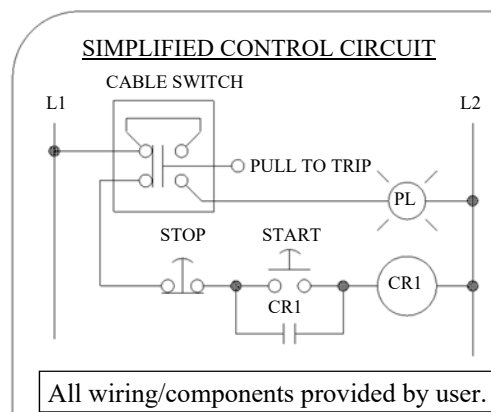 SIMPLIFIED CONTROL CIRCUIT
CABLE SWITCH
L1
L2
PULL TO TRIP
PL
STOP
START
CR1
CR1
All wiring/components provided by user.